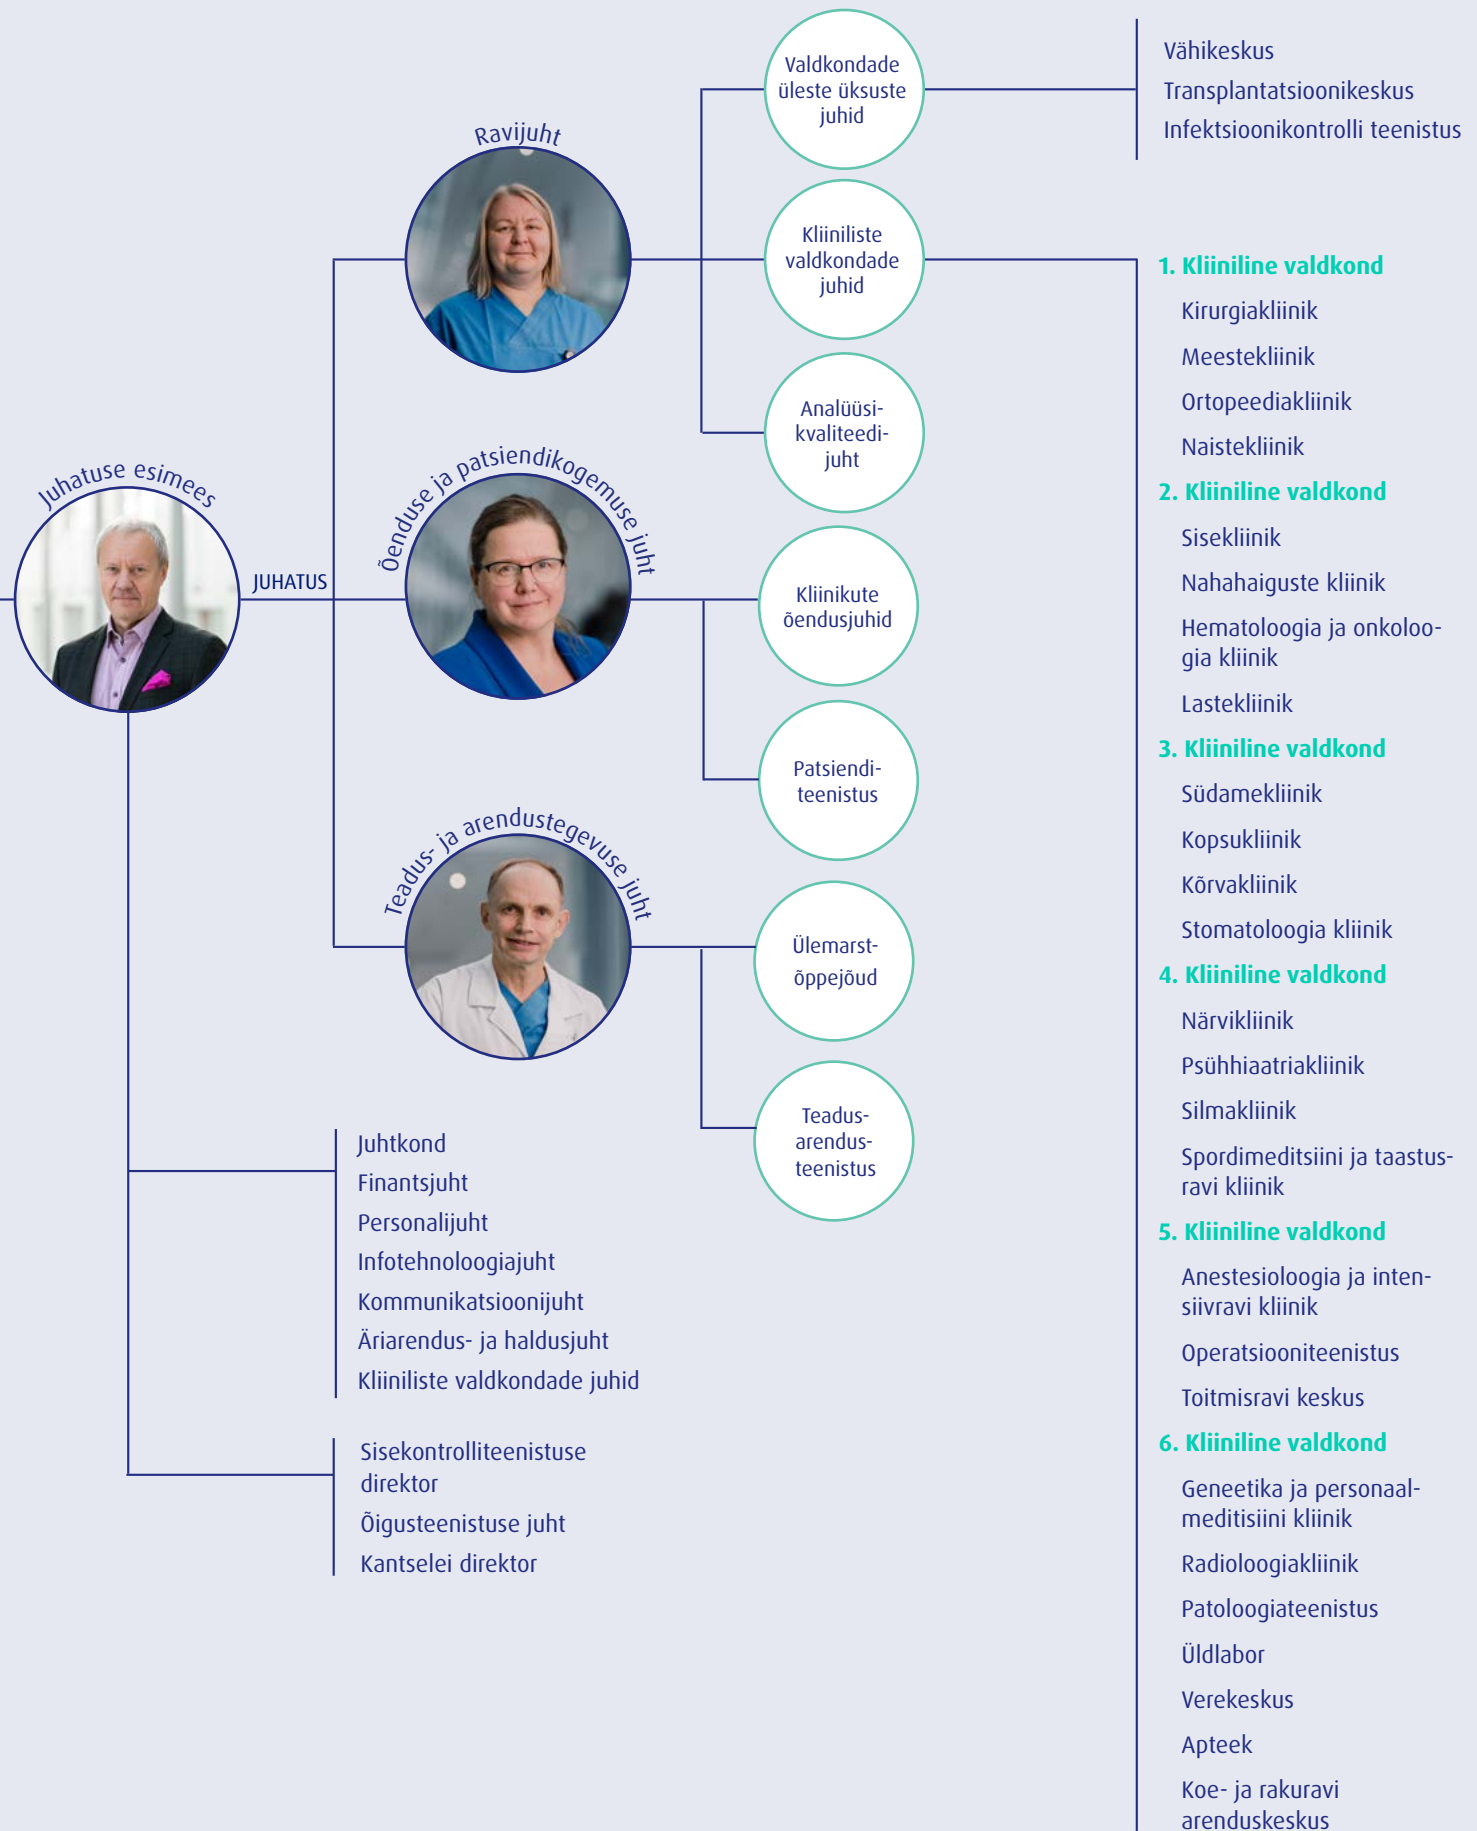 Juhatuse esimees
JUHATUS
Ravijuht
Õenduse ja patsiendikogemuse juht
Teadus- ja arendustegevuse juht
Valdkondade
üleste üksuste
juhid
Kliiniliste
valdkondade
juhid
Analüüsi-
kvaliteedi-
juht
Kliinikute
õendusjuhid
Patsiendi-
teenistus
Ülemarst-
õppejõud
Teadus-
arendus-
teenistus
Juhtkond
Finantsjuht
Personalijuht
Infotehnoloogiajuht
Kommunikatsioonijuht
Äriarendus- ja haldusjuht
Kliiniliste valdkondade juhid
Sisekontrolliteenistuse
direktor
Õigusteenistuse juht
Kantselei direktor
Vähikeskus
Transplantatsioonikeskus
Infektsioonikontrolli teenistus
1. Kliiniline valdkond
Kirurgiakliinik
Meestekliinik
Ortopeediakliinik
Naistekliinik
2. Kliiniline valdkond
Sisekliinik
Nahahaiguste kliinik
Hematoloogia ja onkoloo-
gia kliinik
Lastekliinik
3. Kliiniline valdkond
Südamekliinik
Kopsukliinik
Kõrvakliinik
Stomatoloogia kliinik
4. Kliiniline valdkond
Närvikliinik
Psühhiaatriakliinik
Silmakliinik
Spordimeditsiini ja taastus-
ravi kliinik
5. Kliiniline valdkond
Anestesioloogia ja inten-
siivravi kliinik
Operatsiooniteenistus
Toitmisravi keskus
6. Kliiniline valdkond
Geneetika ja personaal-
meditisiini kliinik
Radioloogiakliinik
Patoloogiateenistus
Üldlabor
Verekeskus
Apteek
Koe- ja rakuravi
arenduskeskus